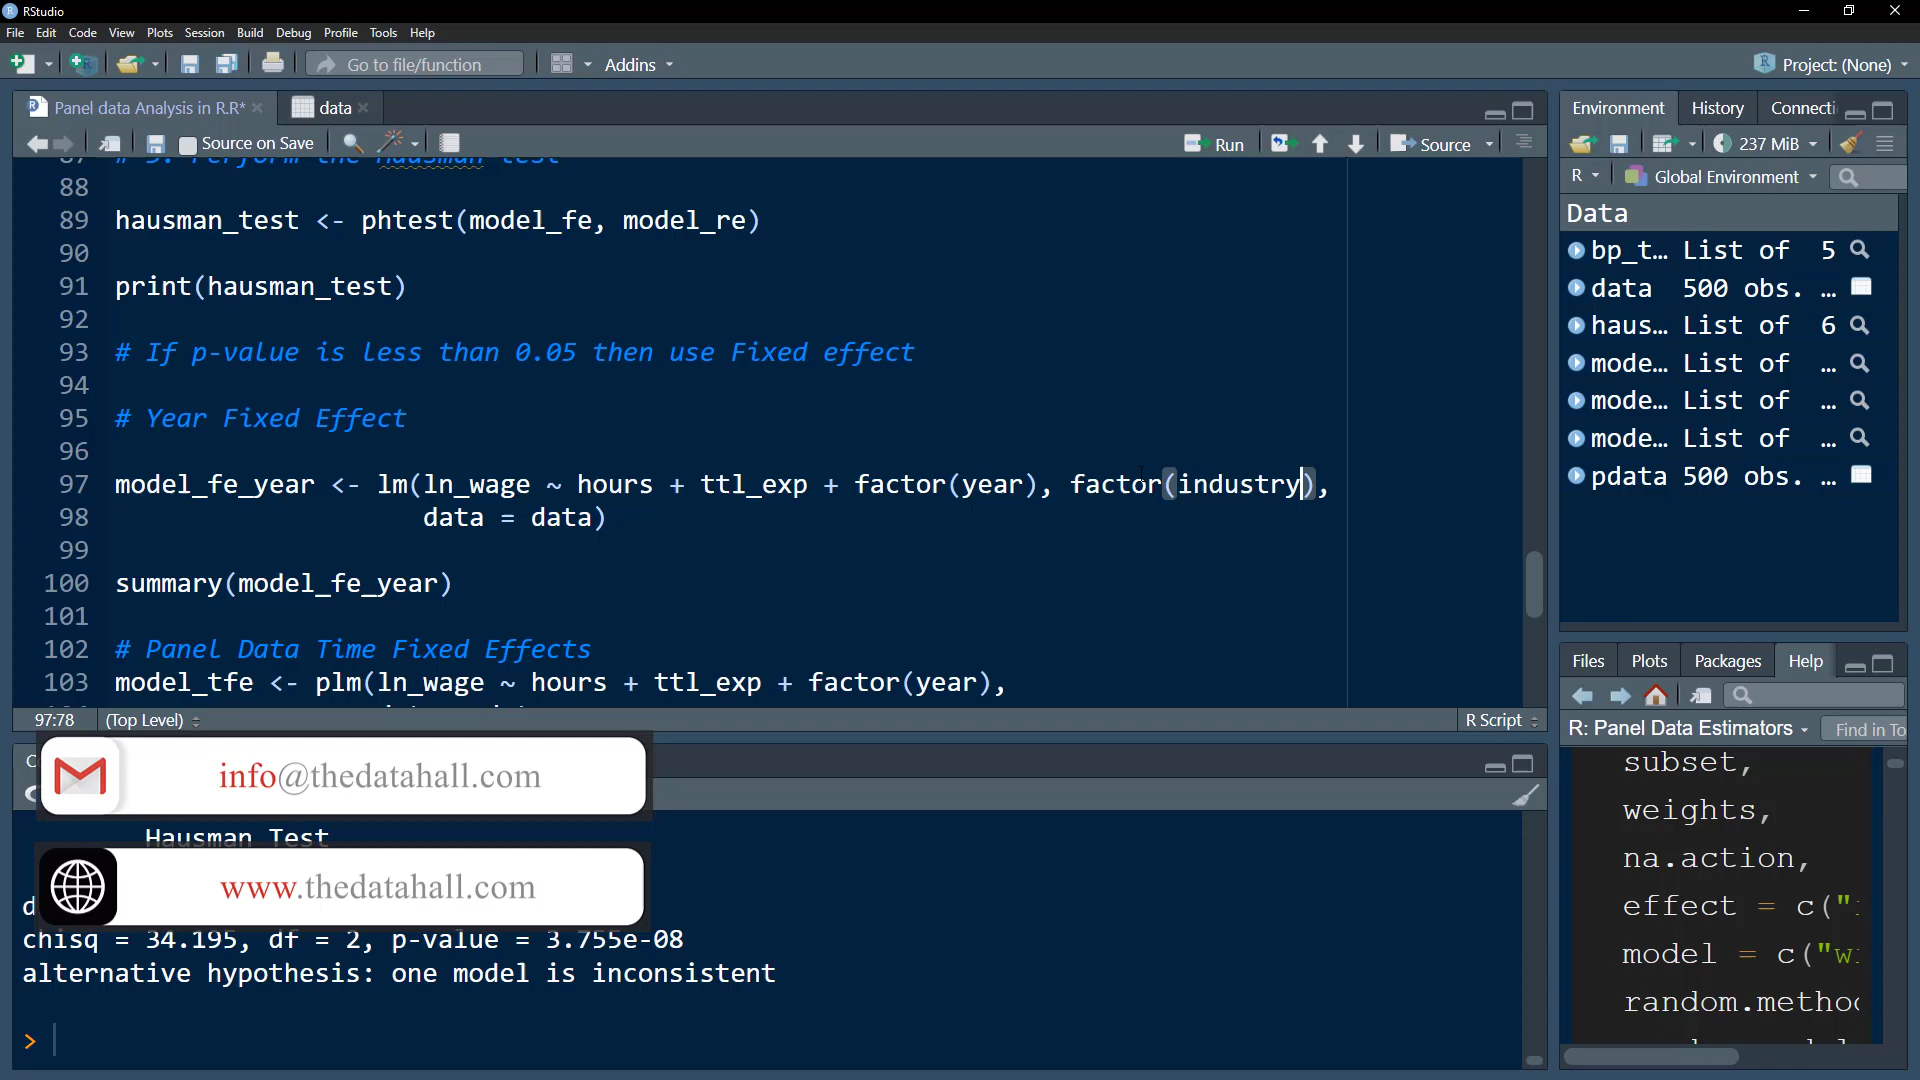 RStudio
File Edit Code View Plots Session Build Debug Profile Tools Help
Go to file/function Addins Project: (None)
Panel data Analysis in R.R* data
Source on Save Run Source
88
89 hausman_test <- phtest(model_fe, model_re)
90
91 print(hausman_test)
92
93 # If p-value is less than 0.05 then use Fixed effect
94
95 # Year Fixed Effect
96
97 model_fe_year <- lm(ln_wage ~ hours + ttl_exp + factor(year), factor(industry),
98 data = data)
99
100 summary(model_fe_year)
101
102 # Panel Data Time Fixed Effects
103 model_tfe <- plm(ln_wage ~ hours + ttl_exp + factor(year),
97:78 (Top Level) R Script
info@thedatahall.com
Hausman Test
www.thedatahall.com
chisq = 34.195, df = 2, p-value = 3.755e-08
alternative hypothesis: one model is inconsistent
>
Environment History Connecti
237 MiB
R Global Environment
Data
bp_t… List of 5
data 500 obs. …
haus… List of 6
mode… List of …
mode… List of …
mode… List of …
pdata 500 obs. …
Files Plots Packages Help
R: Panel Data Estimators Find in To
subset,
weights,
na.action,
effect = c("
model = c("w
random.metho